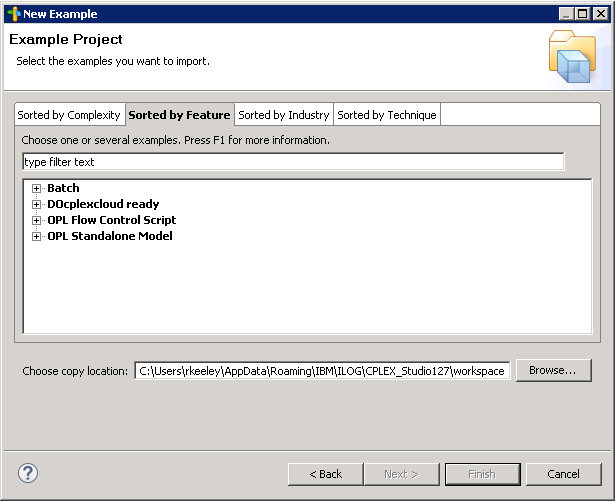 New Example
Example Project
Select the examples you want to import.
Sorted by Complexity Sorted by Feature Sorted by Industry Sorted by Technique
Choose one or several examples. Press F1 for more information.
type filter text
Batch
DOcplexcloud ready
OPL Flow Control Script
OPL Standalone Model
Choose copy location: C:\Users\rkeeley\AppData\Roaming\IBM\ILOG\CPLEX_Studio127\workspace Browse...
? < Back Next > Finish Cancel